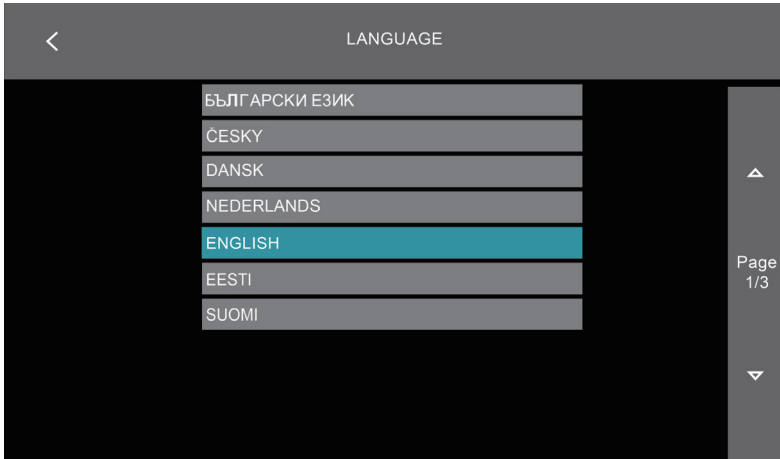 LANGUAGE
БЪЛГАРСКИ ЕЗИК
ČESKY
DANSK
NEDERLANDS
ENGLISH
EESTI
SUOMI
Page
1/3